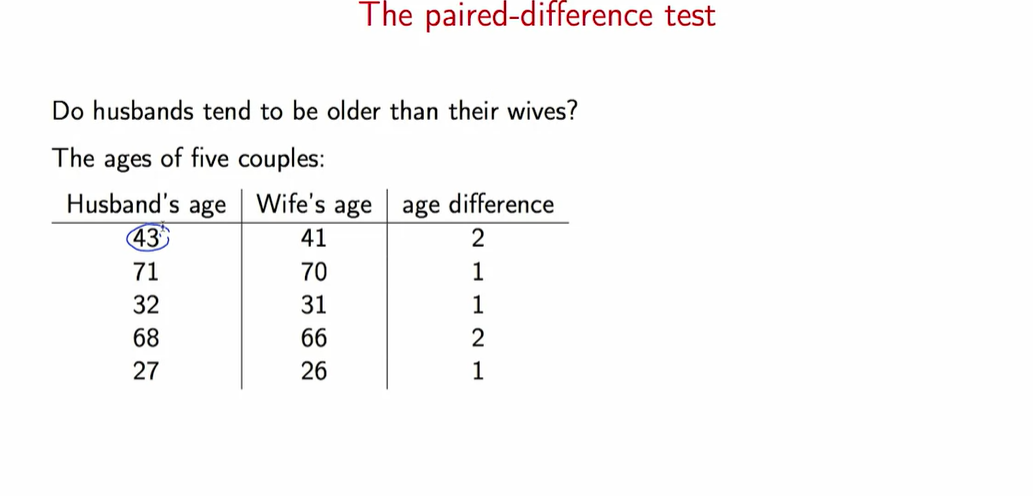 The paired-difference test
Do husbands tend to be older than their wives?
The ages of five couples:
Husband's age Wife's age age difference
43 41 2
71 70 1
32 31 1
68 66 2
27 26 1